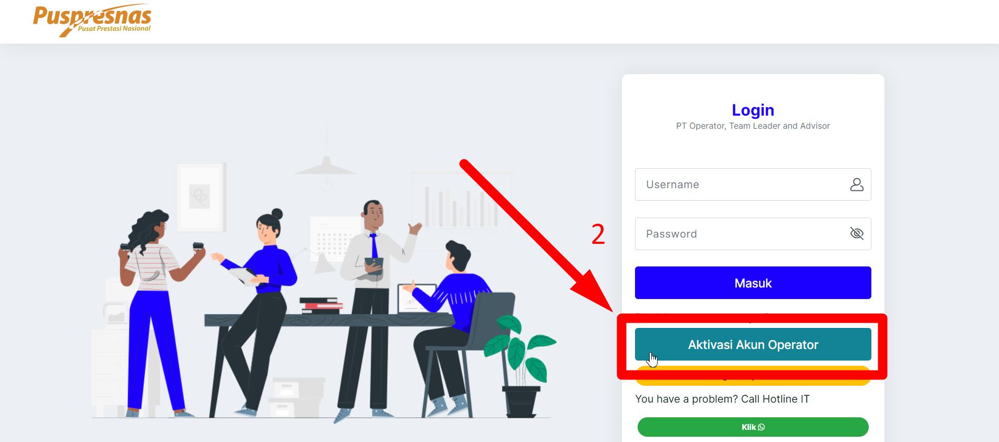 Puspresnas
Pusat Prestasi Nasional
Login
PT Operator, Team Leader and Advisor
Username
2
Password
Masuk
Aktivasi Akun Operator
You have a problem? Call Hotline IT
Klik